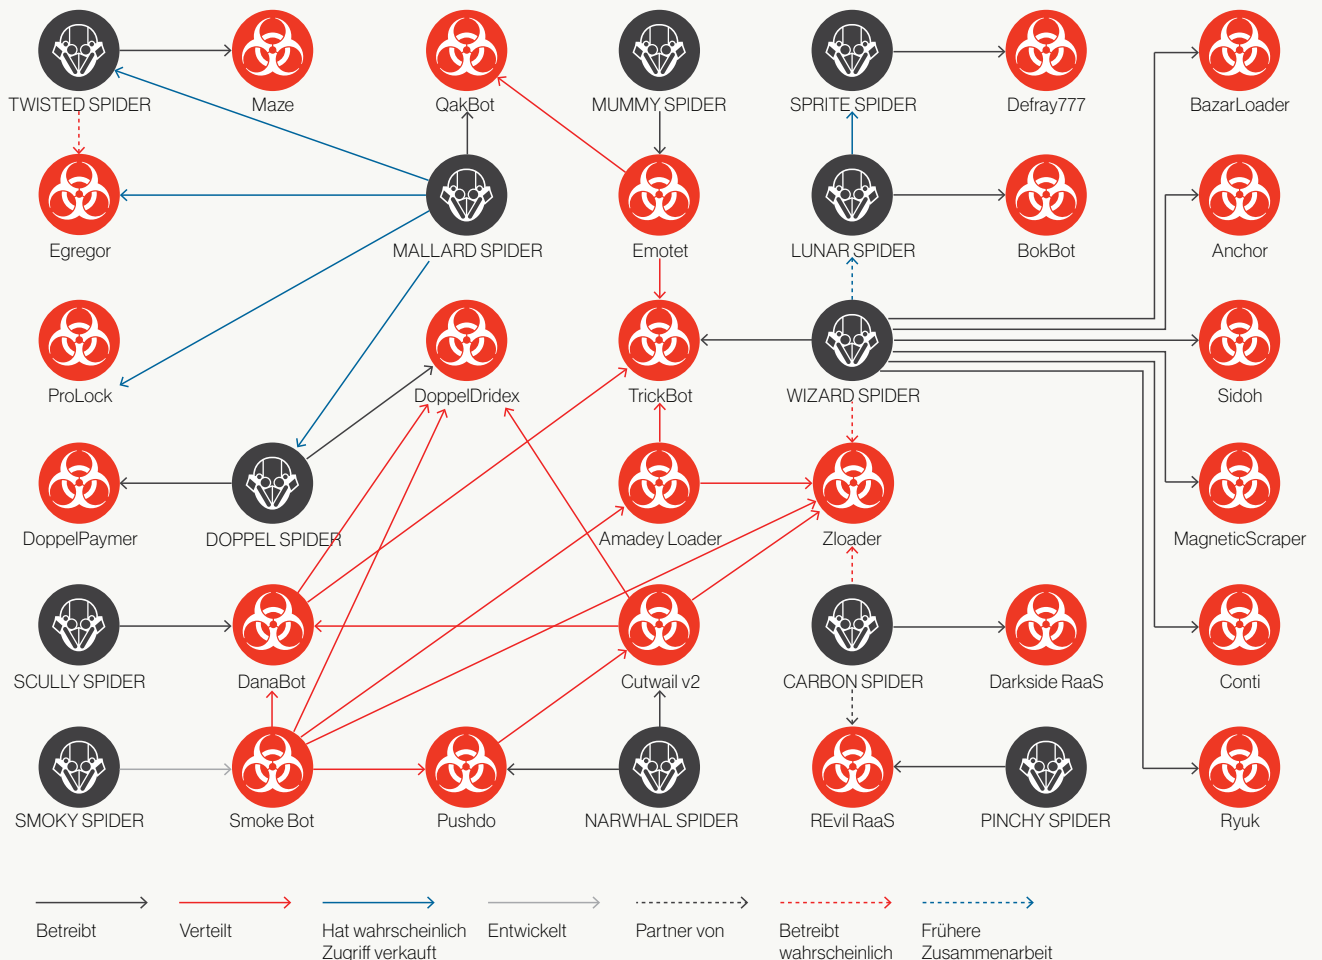 TWISTED SPIDER
Maze
QakBot
MUMMY SPIDER
SPRITE SPIDER
Defray777
BazarLoader
Egregor
MALLARD SPIDER
Emotet
LUNAR SPIDER
BokBot
Anchor
ProLock
DoppelDridex
TrickBot
WIZARD SPIDER
Sidoh
DoppelPaymer
DOPPEL SPIDER
Amadey Loader
Zloader
MagneticScraper
SCULLY SPIDER
DanaBot
Cutwail v2
CARBON SPIDER
Darkside RaaS
Conti
SMOKY SPIDER
Smoke Bot
Pushdo
NARWHAL SPIDER
REvil RaaS
PINCHY SPIDER
Ryuk
Betreibt
Verteilt
Hat wahrscheinlich
Zugriff verkauft
Entwickelt
Partner von
Betreibt
wahrscheinlich
Frühere
Zusammenarbeit